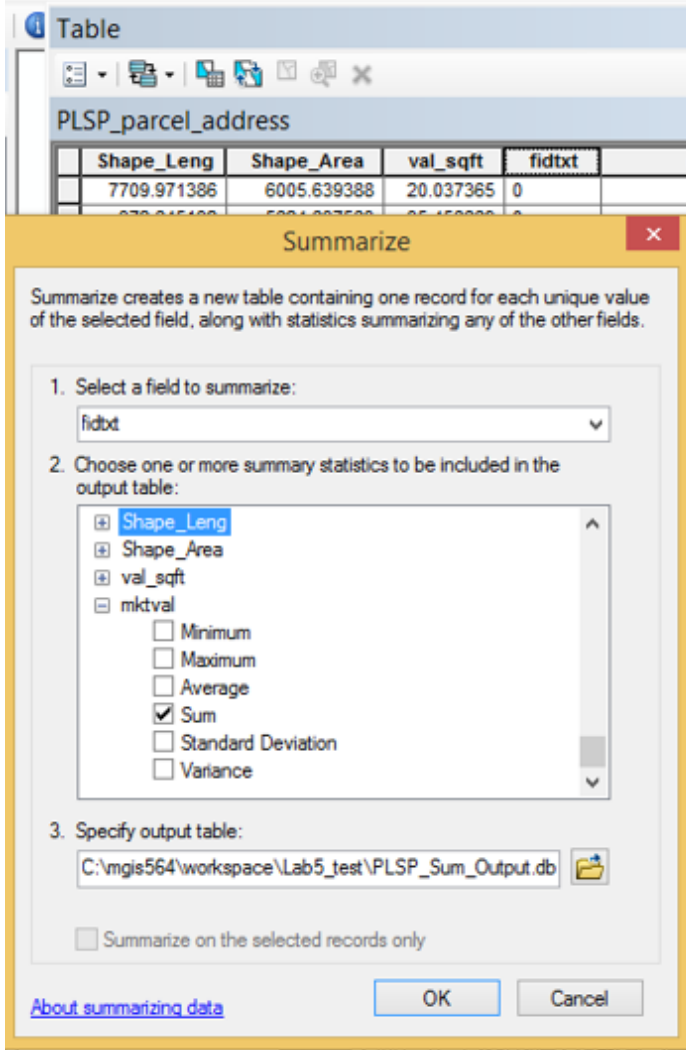 Table
PLSP_parcel_address
Shape_Leng Shape_Area val_sqft fidtxt
7709.971386 6005.639388 20.037365 0
Summarize
Summarize creates a new table containing one record for each unique value
of the selected field, along with statistics summarizing any of the other fields.
1. Select a field to summarize:
fidtxt
2. Choose one or more summary statistics to be included in the
output table:
Shape_Leng
Shape_Area
val_sqft
mktval
Minimum
Maximum
Average
Sum
Standard Deviation
Variance
3. Specify output table:
C:\mgis564\workspace\Lab5_test\PLSP_Sum_Output.db
Summarize on the selected records only
About summarizing data
OK Cancel